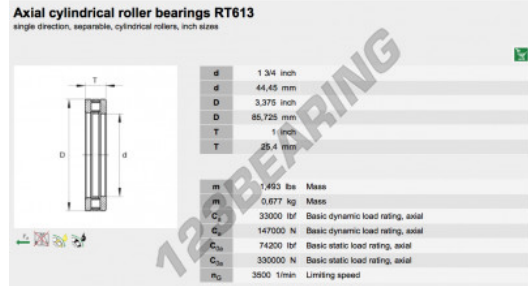 Axial cylindrical roller bearings RT613
single direction, separable, cylindrical rollers, inch sizes
T
D
d
d 1 3/4 inch
d 44,45 mm
D 3,375 inch
D 85,725 mm
T 1 inch
T 25,4 mm
m 1,493 lbs Mass
m 0,677 kg Mass
Ca 33000 lbf Basic dynamic load rating, axial
Ca 147000 N Basic dynamic load rating, axial
C0a 74200 lbf Basic static load rating, axial
C0a 330000 N Basic static load rating, axial
nG 3500 1/min Limiting speed
123BEARING